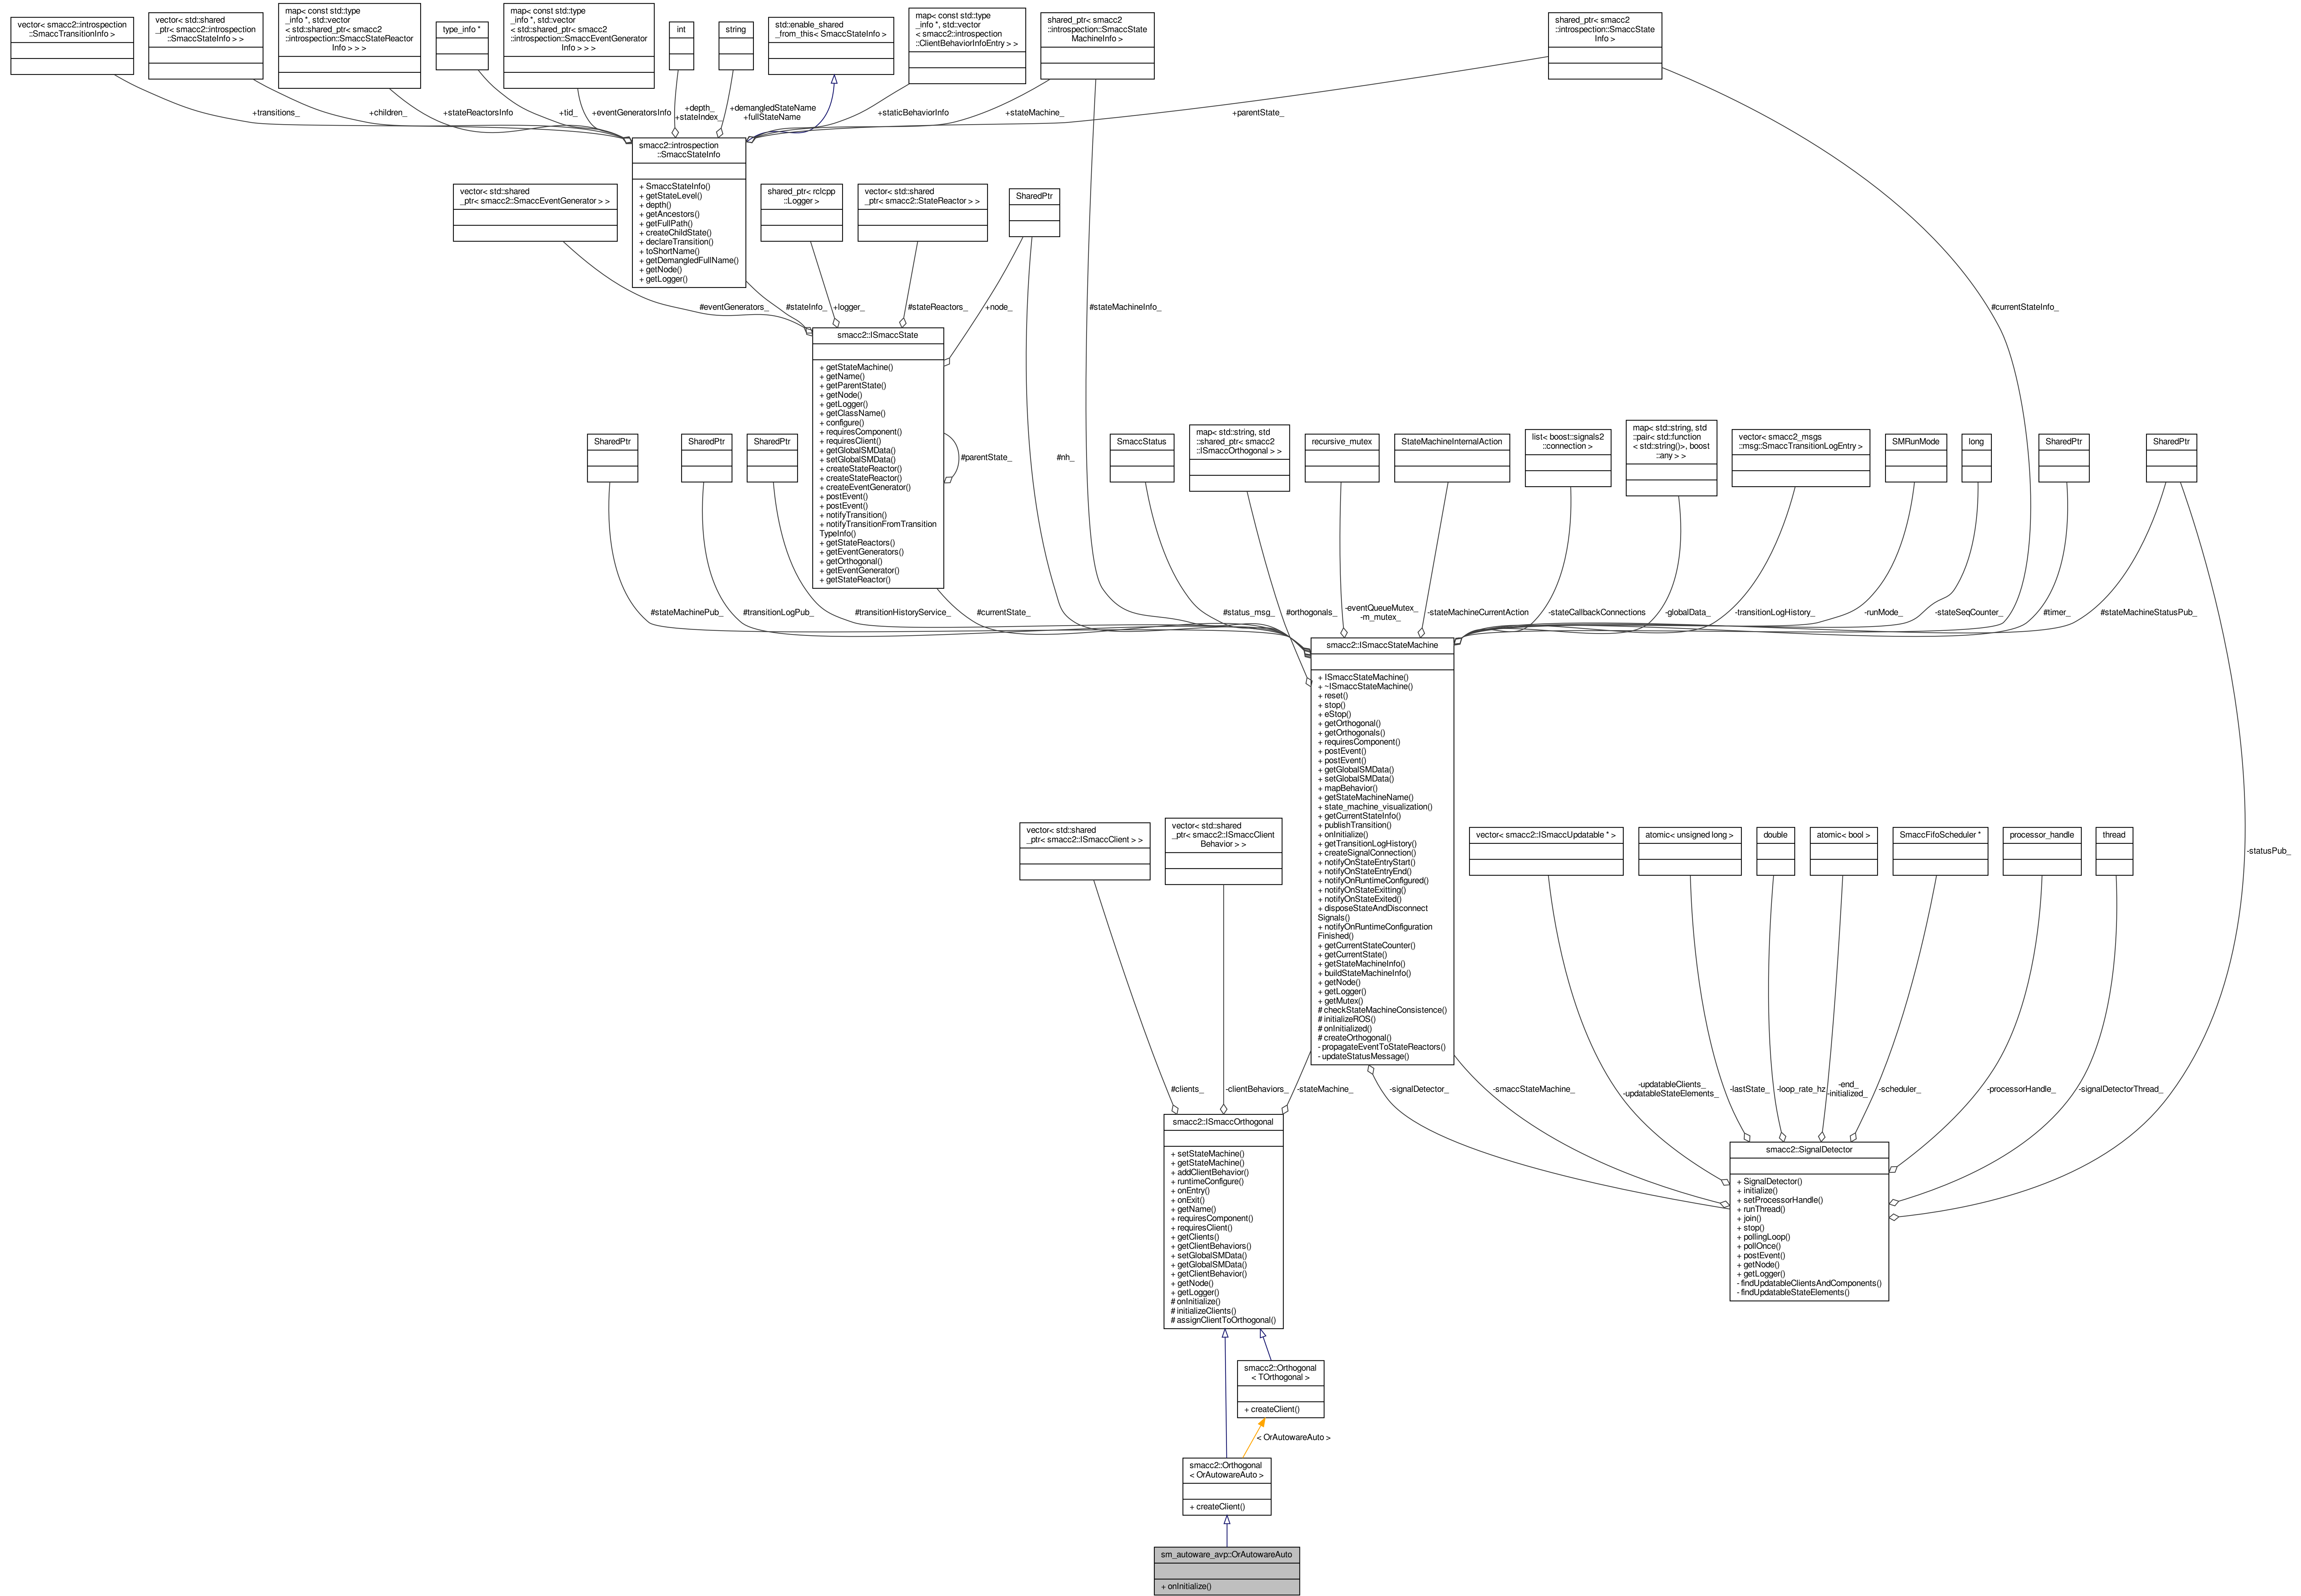 vector< smacc2::introspection
::SmaccTransitionInfo >
vector< std::shared
_ptr< smacc2::introspection
::SmaccStateInfo > >
map< const std::type
_info *, std::vector
< std::shared_ptr< smacc2
::introspection::SmaccStateReactor
Info > > >
type_info *
map< const std::type
_info *, std::vector
< std::shared_ptr< smacc2
::introspection::SmaccEventGenerator
Info > > >
int
string
std::enable_shared
_from_this< SmaccStateInfo >
map< const std::type
_info *, std::vector
< smacc2::introspection
::ClientBehaviorInfoEntry > >
shared_ptr< smacc2
::introspection::SmaccState
MachineInfo >
shared_ptr< smacc2
::introspection::SmaccState
Info >
+transitions_
+children_
+stateReactorsInfo
+tid_
+eventGeneratorsInfo
+depth_
+stateIndex_
+demangledStateName
+fullStateName
+staticBehaviorInfo
+stateMachine_
+parentState_
smacc2::introspection
::SmaccStateInfo
+ SmaccStateInfo()
+ getStateLevel()
+ depth()
+ getAncestors()
+ getFullPath()
+ createChildState()
+ declareTransition()
+ toShortName()
+ getDemangledFullName()
+ getNode()
+ getLogger()
vector< std::shared
_ptr< smacc2::SmaccEventGenerator > >
shared_ptr< rclcpp
::Logger >
vector< std::shared
_ptr< smacc2::StateReactor > >
SharedPtr
#eventGenerators_
#stateInfo_
+logger_
#stateReactors_
+node_
#stateMachineInfo_
#currentStateInfo_
smacc2::ISmaccState
+ getStateMachine()
+ getName()
+ getParentState()
+ getNode()
+ getLogger()
+ getClassName()
+ configure()
+ requiresComponent()
+ requiresClient()
+ getGlobalSMData()
+ setGlobalSMData()
+ createStateReactor()
+ createStateReactor()
+ createEventGenerator()
+ postEvent()
+ postEvent()
+ notifyTransition()
+ notifyTransitionFromTransition
TypeInfo()
+ getStateReactors()
+ getEventGenerators()
+ getOrthogonal()
+ getEventGenerator()
+ getStateReactor()
#parentState_
#nh_
SharedPtr
SharedPtr
SharedPtr
SmaccStatus
map< std::string, std
::shared_ptr< smacc2
::ISmaccOrthogonal > >
recursive_mutex
StateMachineInternalAction
list< boost::signals2
::connection >
map< std::string, std
::pair< std::function
< std::string()>, boost
::any > >
vector< smacc2_msgs
::msg::SmaccTransitionLogEntry >
SMRunMode
long
SharedPtr
SharedPtr
#stateMachinePub_
#transitionLogPub_
#transitionHistoryService_
#currentState_
#status_msg_
#orthogonals_
-eventQueueMutex_
-m_mutex_
-stateMachineCurrentAction
-stateCallbackConnections
-globalData_
-transitionLogHistory_
-runMode_
-stateSeqCounter_
#timer_
#stateMachineStatusPub_
smacc2::ISmaccStateMachine
+ ISmaccStateMachine()
+ ~ISmaccStateMachine()
+ reset()
+ stop()
+ eStop()
+ getOrthogonal()
+ getOrthogonals()
+ requiresComponent()
+ postEvent()
+ postEvent()
+ getGlobalSMData()
+ setGlobalSMData()
+ mapBehavior()
+ getStateMachineName()
+ state_machine_visualization()
+ getCurrentStateInfo()
+ publishTransition()
+ onInitialize()
+ getTransitionLogHistory()
+ createSignalConnection()
+ notifyOnStateEntryStart()
+ notifyOnStateEntryEnd()
+ notifyOnRuntimeConfigured()
+ notifyOnStateExitting()
+ notifyOnStateExited()
+ disposeStateAndDisconnect
Signals()
+ notifyOnRuntimeConfiguration
Finished()
+ getCurrentStateCounter()
+ getCurrentState()
+ getStateMachineInfo()
+ buildStateMachineInfo()
+ getNode()
+ getLogger()
+ getMutex()
# checkStateMachineConsistence()
# initializeROS()
# onInitialized()
# createOrthogonal()
- propagateEventToStateReactors()
- updateStatusMessage()
vector< std::shared
_ptr< smacc2::ISmaccClient > >
vector< std::shared
_ptr< smacc2::ISmaccClient
Behavior > >
vector< smacc2::ISmaccUpdatable * >
atomic< unsigned long >
double
atomic< bool >
SmaccFifoScheduler *
processor_handle
thread
-statusPub_
#clients_
-clientBehaviors_
-stateMachine_
-signalDetector_
-smaccStateMachine_
-updatableClients_
-updatableStateElements_
-lastState_
-loop_rate_hz
-end_
-initialized_
-scheduler_
-processorHandle_
-signalDetectorThread_
smacc2::ISmaccOrthogonal
+ setStateMachine()
+ getStateMachine()
+ addClientBehavior()
+ runtimeConfigure()
+ onEntry()
+ onExit()
+ getName()
+ requiresComponent()
+ requiresClient()
+ getClients()
+ getClientBehaviors()
+ setGlobalSMData()
+ getGlobalSMData()
+ getClientBehavior()
+ getNode()
+ getLogger()
# onInitialize()
# initializeClients()
# assignClientToOrthogonal()
smacc2::SignalDetector
+ SignalDetector()
+ initialize()
+ setProcessorHandle()
+ runThread()
+ join()
+ stop()
+ pollingLoop()
+ pollOnce()
+ postEvent()
+ getNode()
+ getLogger()
- findUpdatableClientsAndComponents()
- findUpdatableStateElements()
smacc2::Orthogonal
< TOrthogonal >
+ createClient()
< OrAutowareAuto >
smacc2::Orthogonal
< OrAutowareAuto >
+ createClient()
sm_autoware_avp::OrAutowareAuto
+ onInitialize()